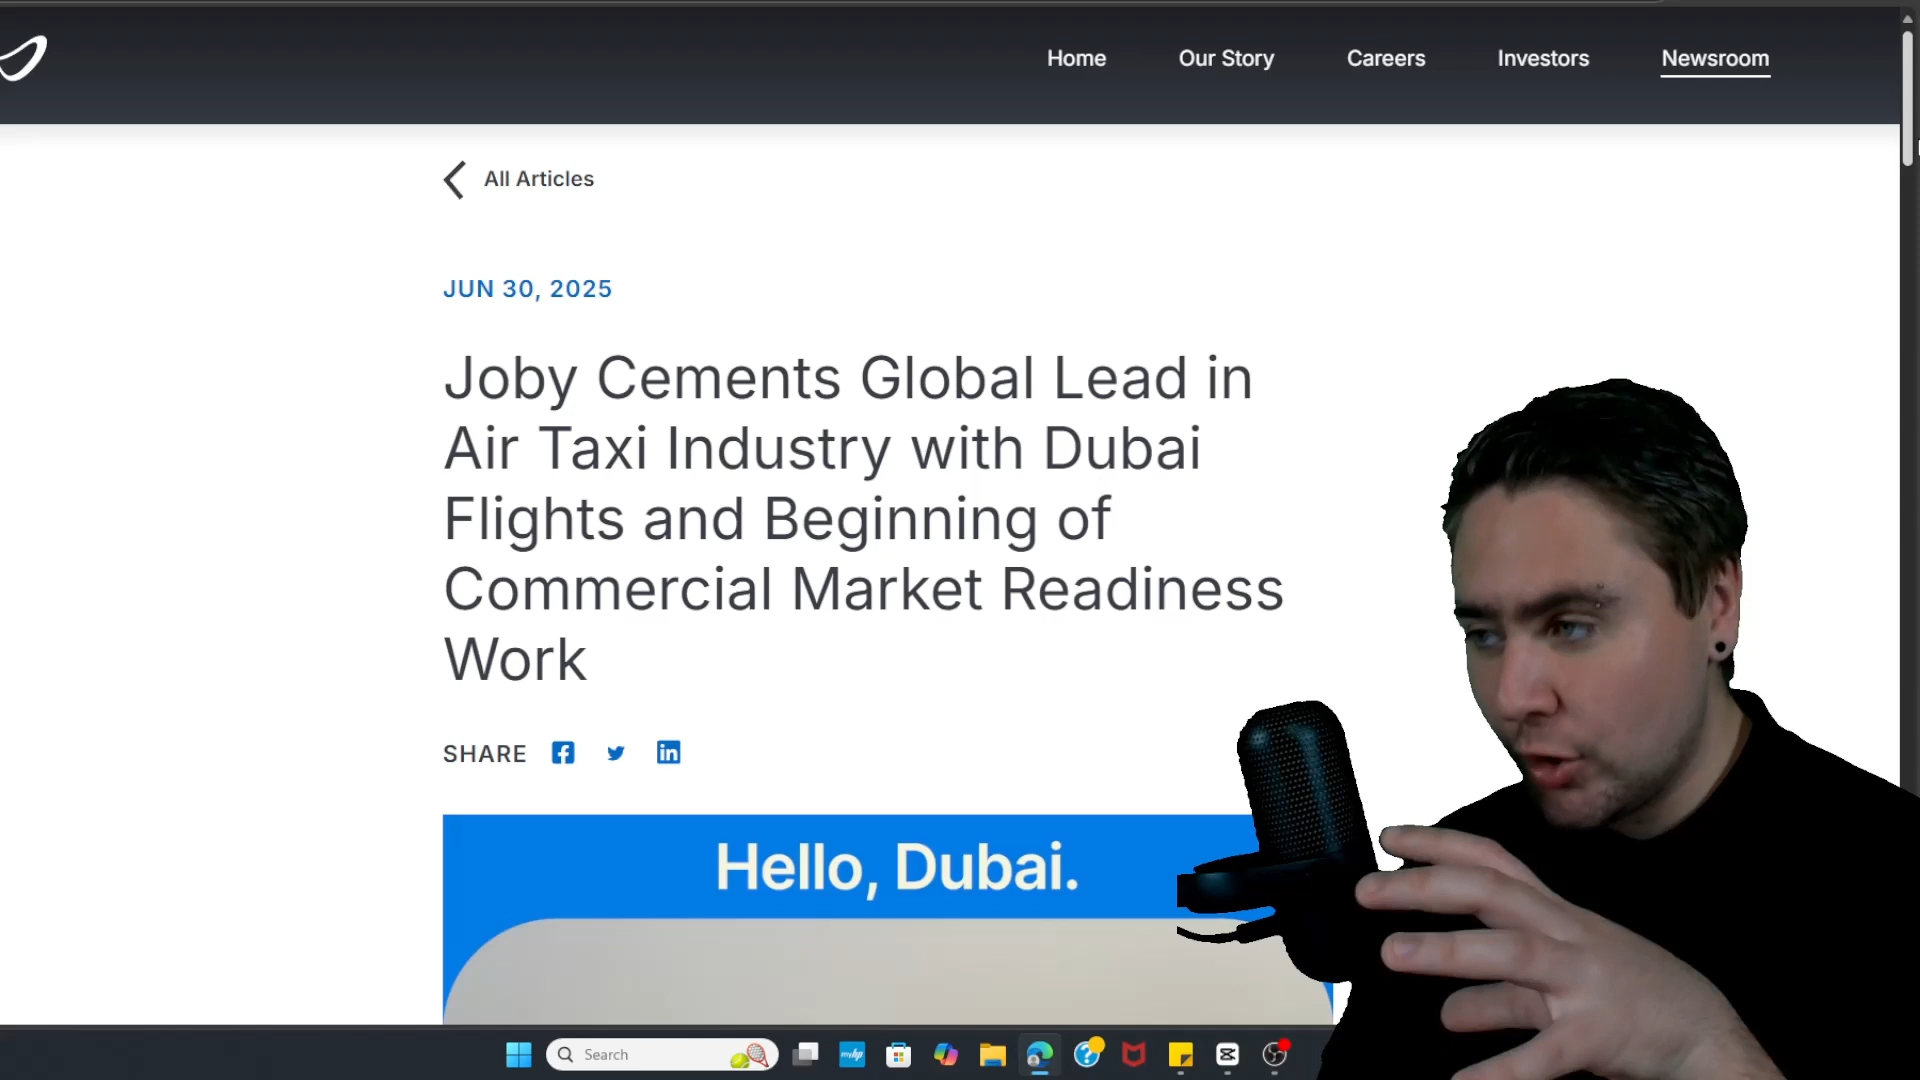 Home
Our Story
Careers
Investors
Newsroom
All Articles
JUN 30, 2025
Joby Cements Global Lead in
Air Taxi Industry with Dubai
Flights and Beginning of
Commercial Market Readiness
Work
SHARE
Hello, Dubai.
Search
myhp